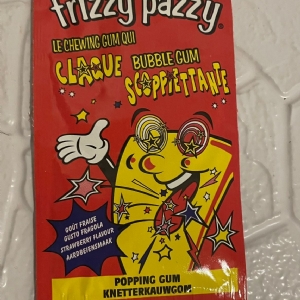 frizzy pazzy®
LE CHEWING GUM QUI
CLAQUE BUBBLE GUM
SCOPPIETTANTE
GOÛT FRAISE
GUSTO FRAGOLA
STRAWBERRY FLAVOUR
AARDBEIENSMAAK
POPPING GUM
KNETTERKAUWGOM